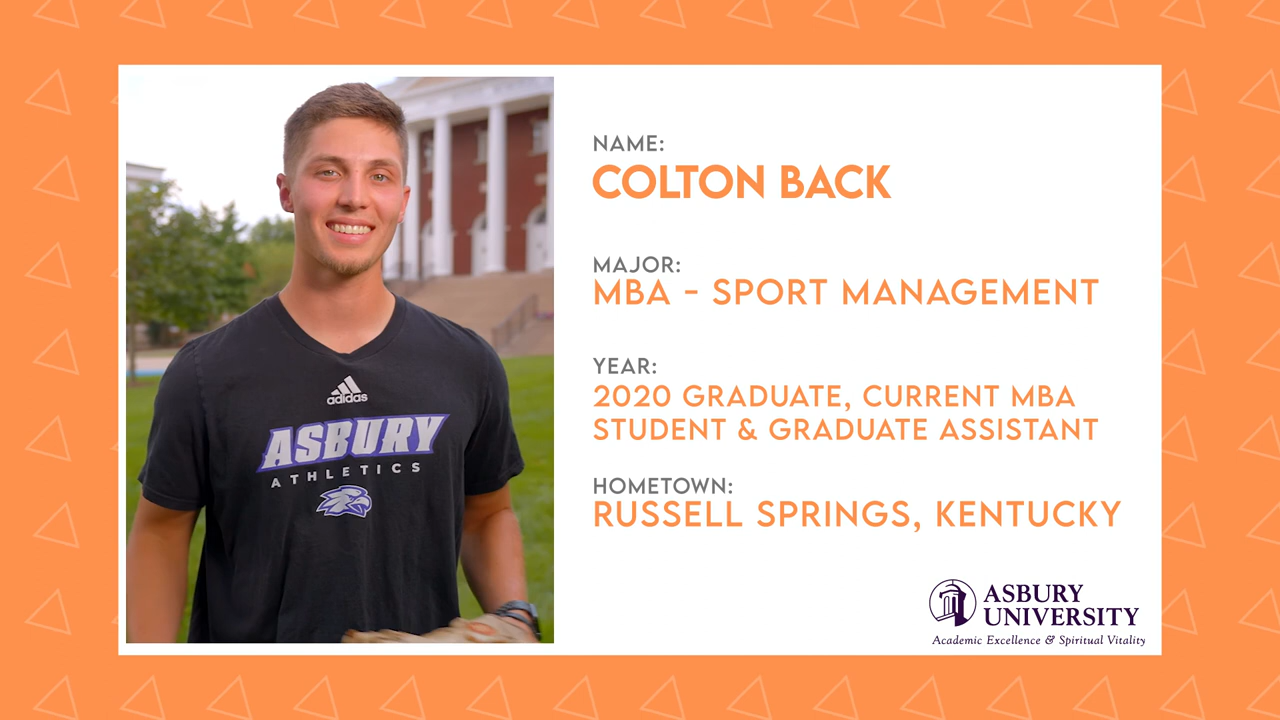 NAME:
COLTON BACK
MAJOR:
MBA - SPORT MANAGEMENT
YEAR:
2020 GRADUATE, CURRENT MBA
STUDENT & GRADUATE ASSISTANT
HOMETOWN:
RUSSELL SPRINGS, KENTUCKY
adidas
ASBURY
ATHLETICS
ASBURY
UNIVERSITY
Academic Excellence & Spiritual Vitality